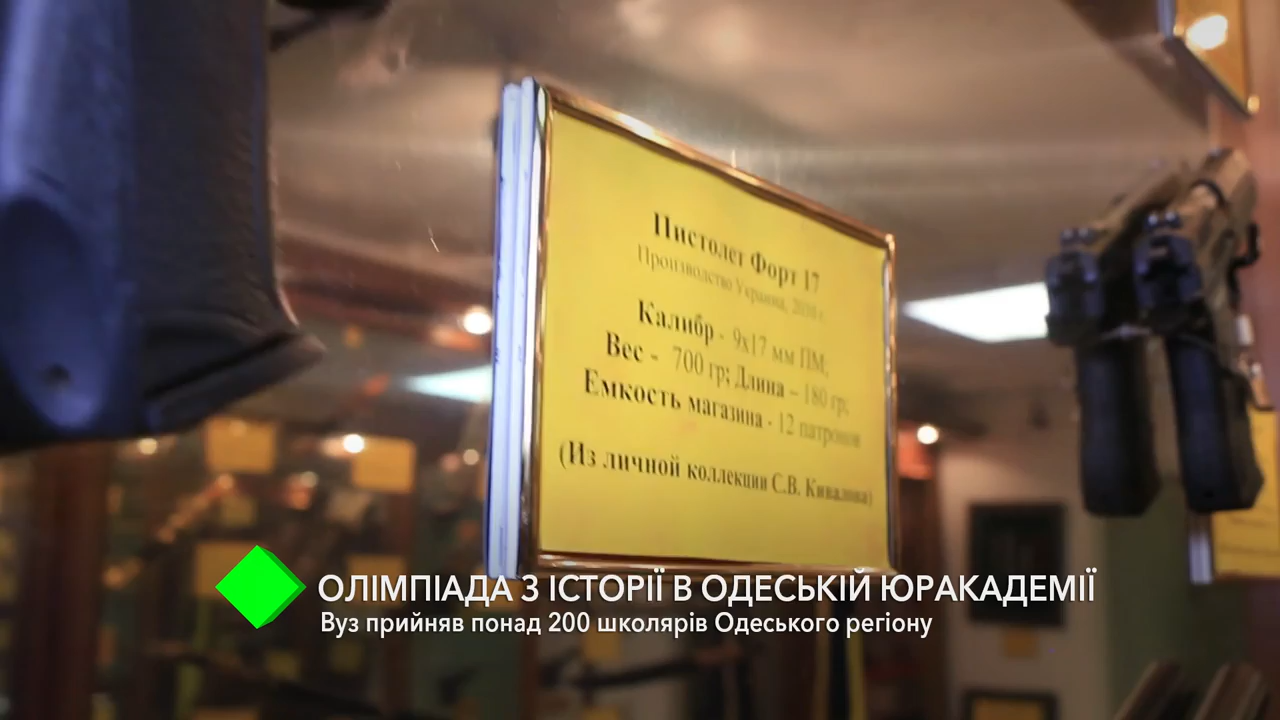 Пистолет Форт 17
Производство Украина,
Калибр - 9х17 мм ПМ;
Вес - 700 гр; Длина – 180 гр;
Емкость магазина - 12 патронов
(Из личной коллекции С.В. Кивалова)
ОЛІМПІАДА З ІСТОРІЇ В ОДЕСЬКІЙ ЮРАКАДЕМІЇ
Вуз прийняв понад 200 школярів Одеського регіону